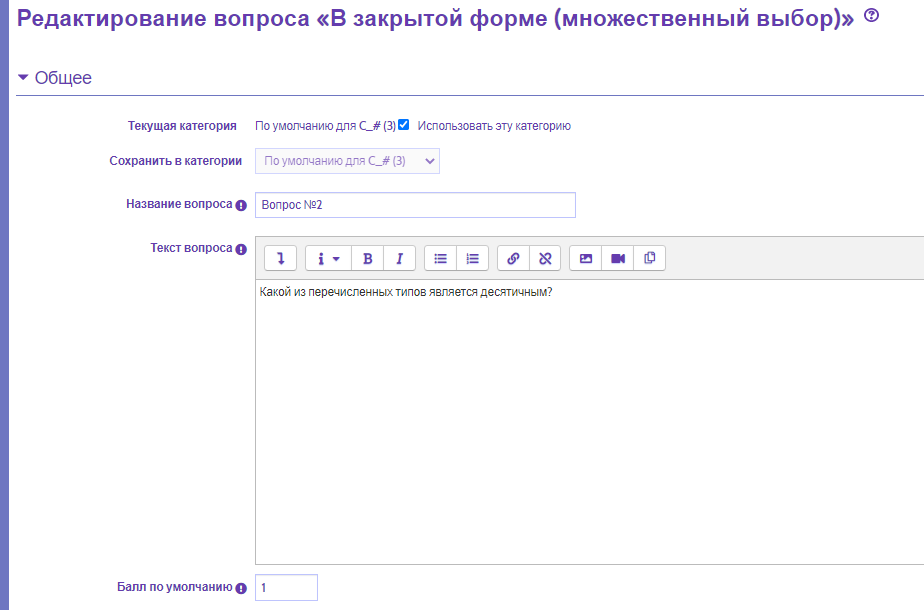 Редактирование вопроса «В закрытой форме (множественный выбор)»
Общее
Текущая категория По умолчанию для C_# (3) Использовать эту категорию
Сохранить в категории По умолчанию для C_# (3)
Название вопроса Вопрос №2
Текст вопроса
Какой из перечисленных типов является десятичным?
Балл по умолчанию 1